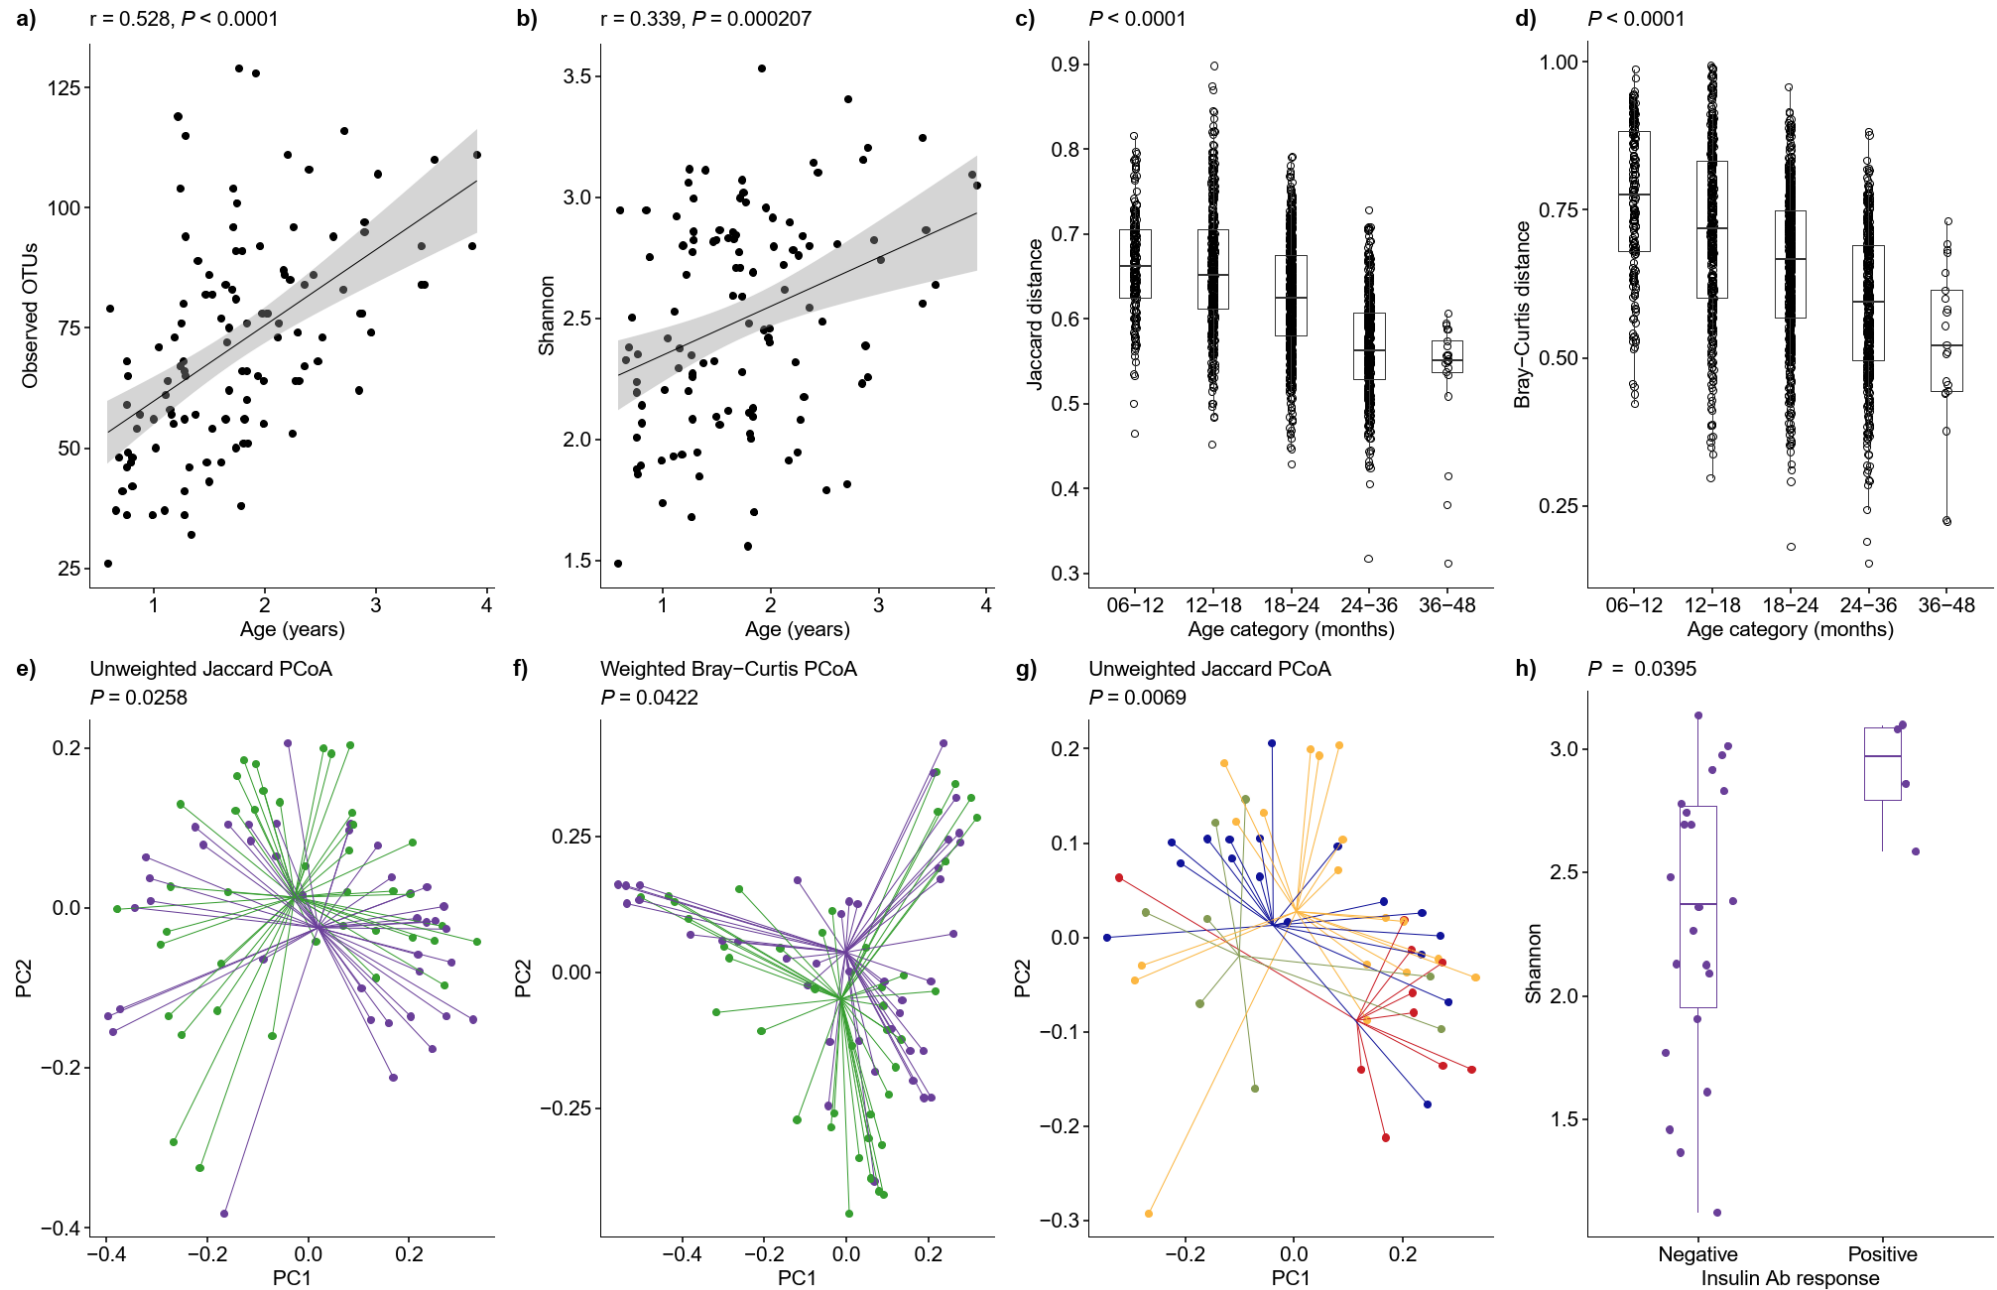 a)
r = 0.528, P < 0.0001
Observed OTUs
125
100
75
50
25
1 2 3 4
Age (years)
b)
r = 0.339, P = 0.000207
Shannon
3.5
3.0
2.5
2.0
1.5
1 2 3 4
Age (years)
c)
P < 0.0001
Jaccard distance
0.9
0.8
0.7
0.6
0.5
0.4
0.3
06−12 12−18 18−24 24−36 36−48
Age category (months)
d)
P < 0.0001
Bray−Curtis distance
1.00
0.75
0.50
0.25
06−12 12−18 18−24 24−36 36−48
Age category (months)
e)
Unweighted Jaccard PCoA
P = 0.0258
PC2
0.2
0.0
−0.2
−0.4
−0.4 −0.2 0.0 0.2
PC1
f)
Weighted Bray−Curtis PCoA
P = 0.0422
PC2
0.25
0.00
−0.25
−0.4 −0.2 0.0 0.2
PC1
g)
Unweighted Jaccard PCoA
P = 0.0069
PC2
0.2
0.1
0.0
−0.1
−0.2
−0.3
−0.2 0.0 0.2
PC1
h)
P = 0.0395
Shannon
3.0
2.5
2.0
1.5
Negative Positive
Insulin Ab response